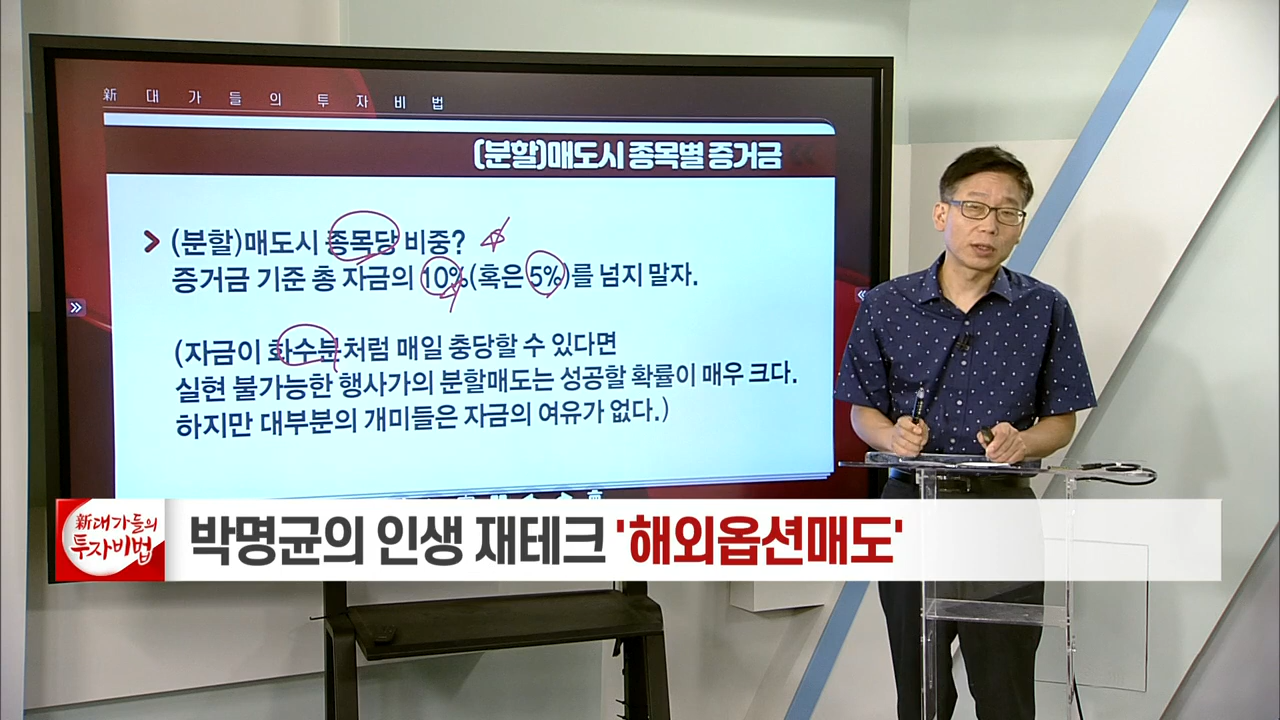 新 대 가 들 의 투 자 비 법
(분할)매도시 종목별 증거금
(분할)매도시 종목당 비중?
증거금 기준 총 자금의 10%(혹은 5%)를 넘지 말자.
(자금이 화수분처럼 매일 충당할 수 있다면
실현 불가능한 행사가의 분할매도는 성공할 확률이 매우 크다.
하지만 대부분의 개미들은 자금의 여유가 없다.)
新대가들의
투자비법
박명균의 인생 재테크 '해외옵션매도'